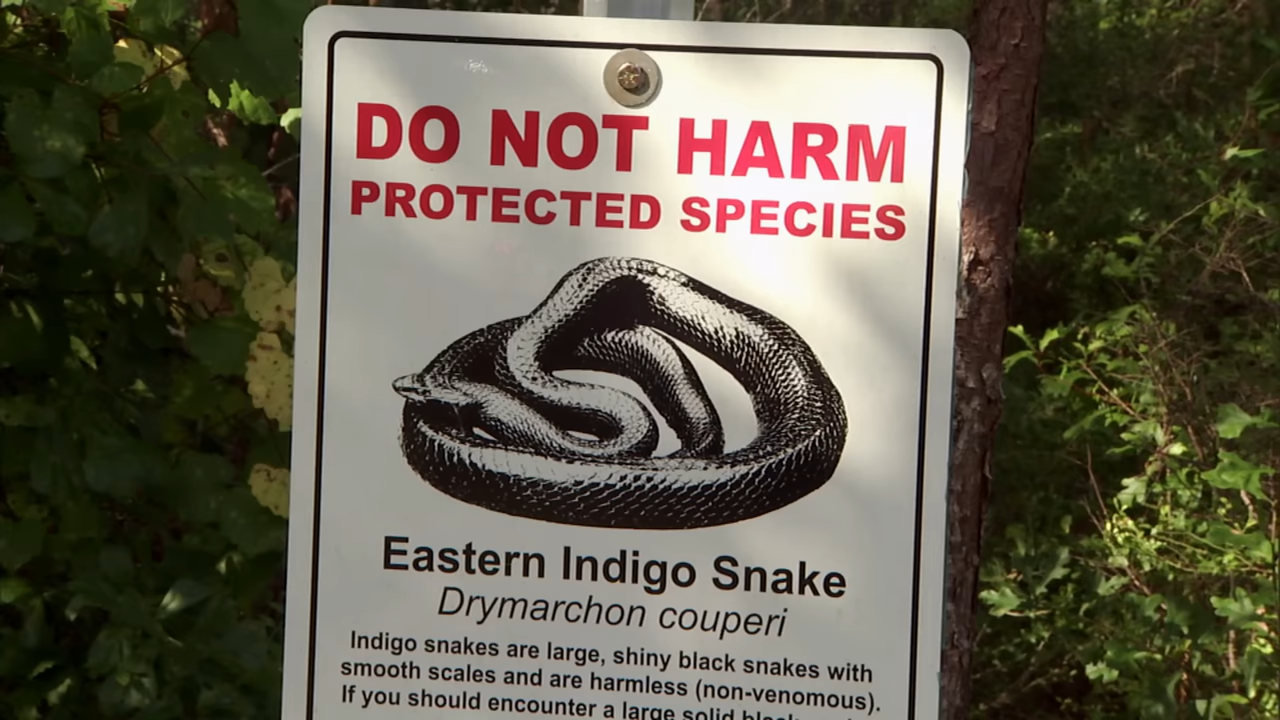 DO NOT HARM
PROTECTED SPECIES
Eastern Indigo Snake
Drymarchon couperi
Indigo snakes are large, shiny black snakes with
smooth scales and are harmless (non-venomous).
If you should encounter a large solid